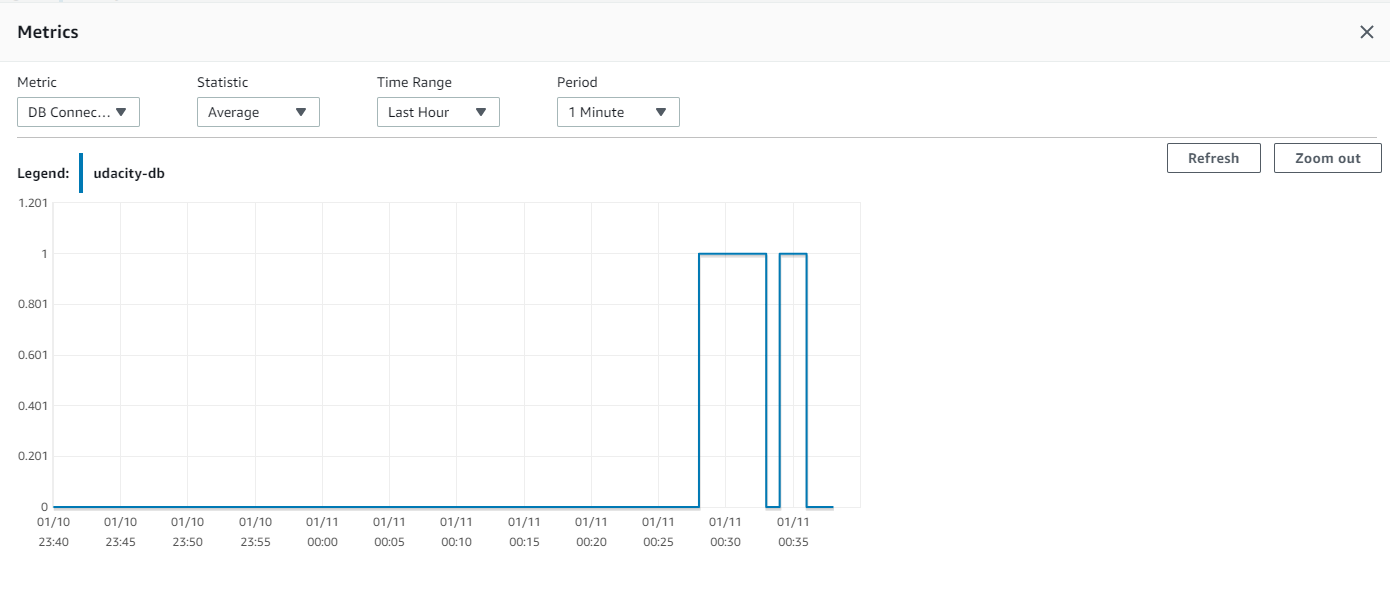 Metrics
Metric Statistic Time Range Period
DB Connec... Average Last Hour 1 Minute
Refresh Zoom out
Legend: udacity-db
1.201
1
0.801
0.601
0.401
0.201
0
01/10 01/10 01/10 01/10 01/11 01/11 01/11 01/11 01/11 01/11 01/11 01/11
23:40 23:45 23:50 23:55 00:00 00:05 00:10 00:15 00:20 00:25 00:30 00:35